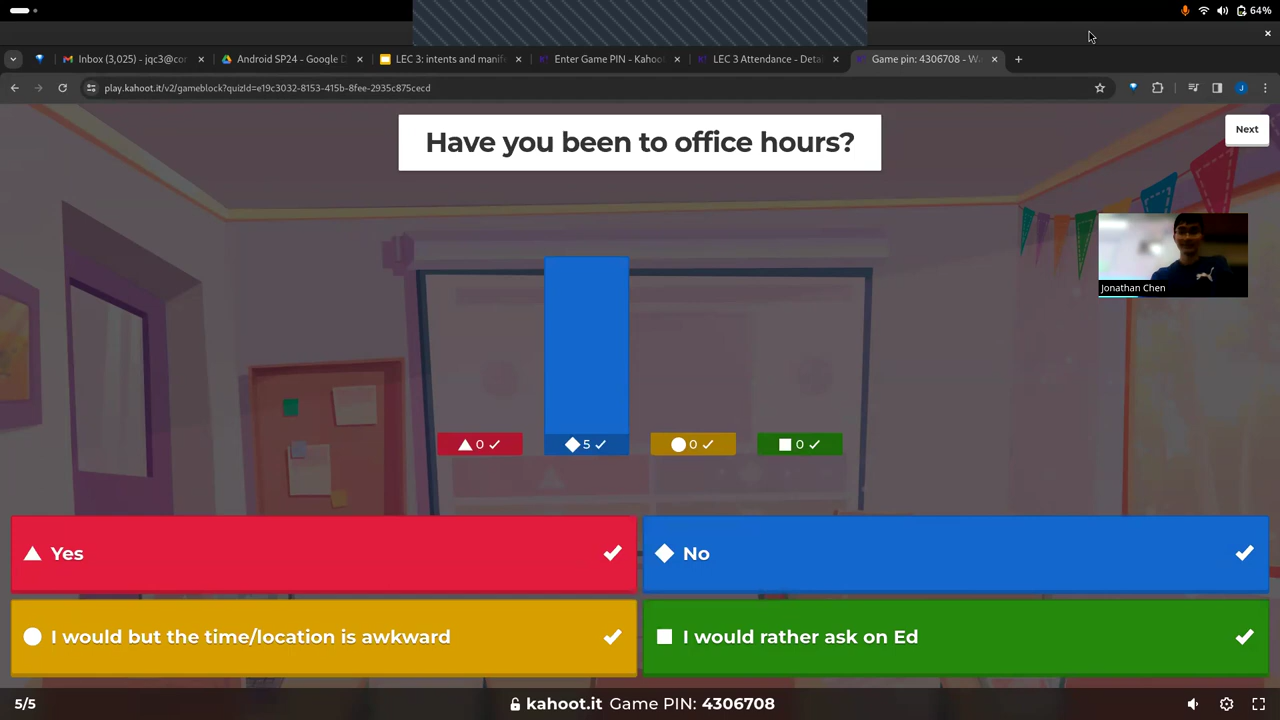 64%
Inbox (3,025) - jqc3@co
Android SP24 - Google D
LEC 3: intents and manif
Enter Game PIN - Kahoo
LEC 3 Attendance - Detai
Game pin: 4306708 - W
play.kahoot.it/v2/gameblock?quizId=e19c3032-8153-415b-8fee-2935c875cecd
J
Have you been to office hours?
Next
Jonathan Chen
0
5
0
0
Yes
No
I would but the time/location is awkward
I would rather ask on Ed
5/5
kahoot.it Game PIN: 4306708